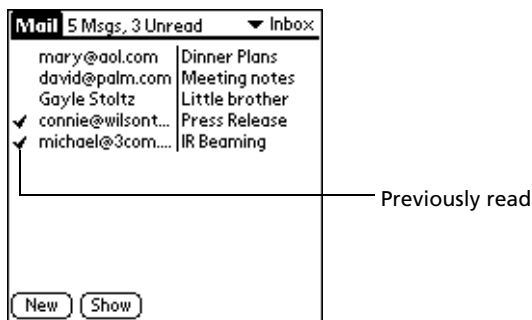 Mail 5 Msgs, 3 Unread Inbox
mary@aol.com Dinner Plans
david@palm.com Meeting notes
Gayle Stoltz Little brother
connie@wilsont... Press Release
michael@3com.... IR Beaming
Previously read
New Show